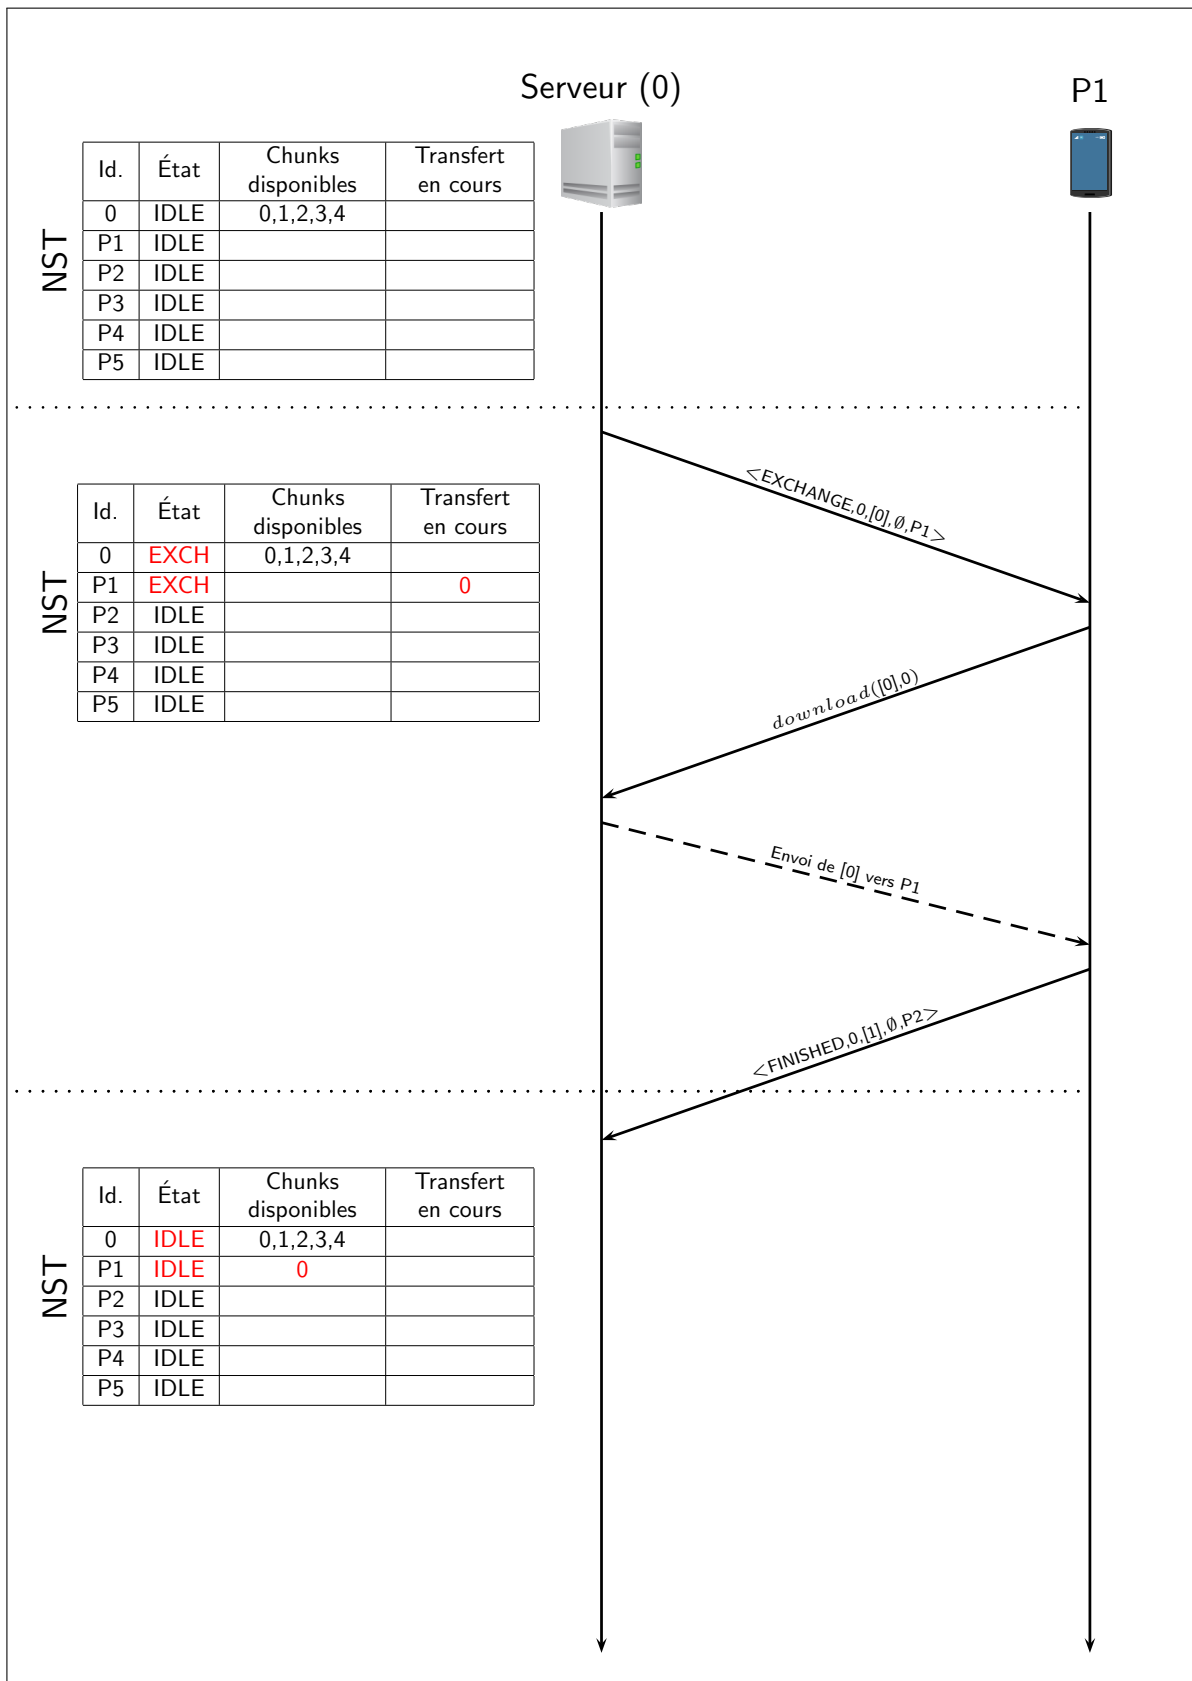 Serveur (0)
P1
NST
Id. État Chunks disponibles Transfert en cours
0 IDLE 0,1,2,3,4
P1 IDLE
P2 IDLE
P3 IDLE
P4 IDLE
P5 IDLE
<EXCHANGE,0,[0],∅,P1>
NST
Id. État Chunks disponibles Transfert en cours
0 EXCH 0,1,2,3,4
P1 EXCH 0
P2 IDLE
P3 IDLE
P4 IDLE
P5 IDLE
download([0],0)
Envoi de [0] vers P1
<FINISHED,0,[1],∅,P2>
NST
Id. État Chunks disponibles Transfert en cours
0 IDLE 0,1,2,3,4
P1 IDLE 0
P2 IDLE
P3 IDLE
P4 IDLE
P5 IDLE